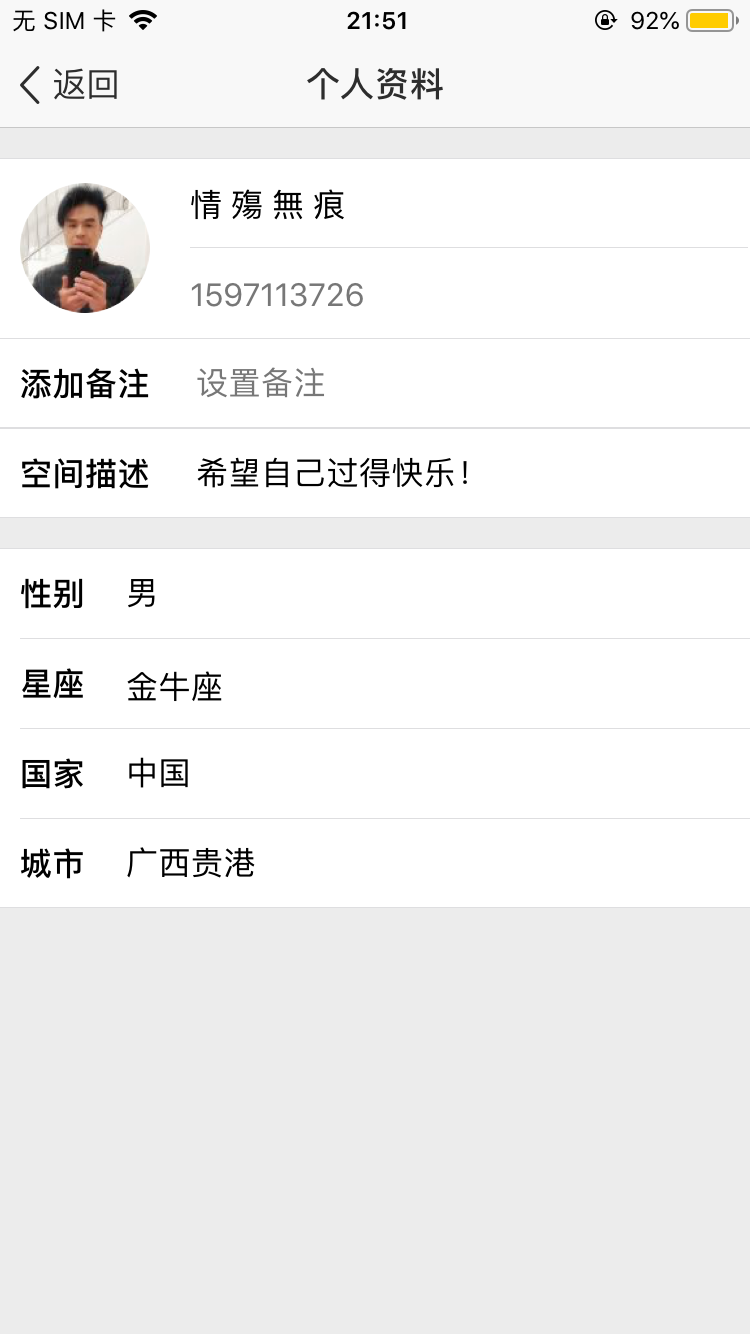 无 SIM 卡 21:51 92%
返回 个人资料
情 殤 無 痕
1597113726
添加备注 设置备注
空间描述 希望自己过得快乐！
性别 男
星座 金牛座
国家 中国
城市 广西贵港